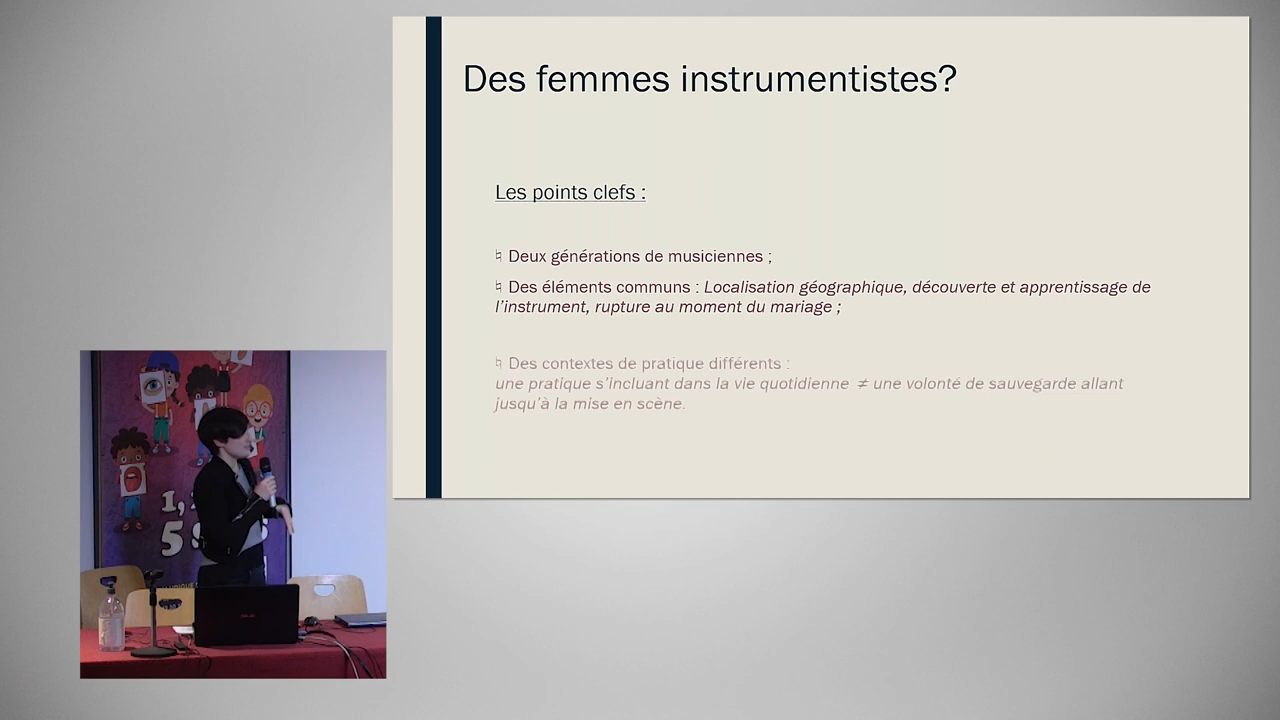 Des femmes instrumentistes?
Les points clefs :
♮ Deux générations de musiciennes ;
♮ Des éléments communs : Localisation géographique, découverte et apprentissage de
l'instrument, rupture au moment du mariage ;
♮ Des contextes de pratique différents :
une pratique s'incluant dans la vie quotidienne ≠ une volonté de sauvegarde allant
jusqu'à la mise en scène.
1,
5 S